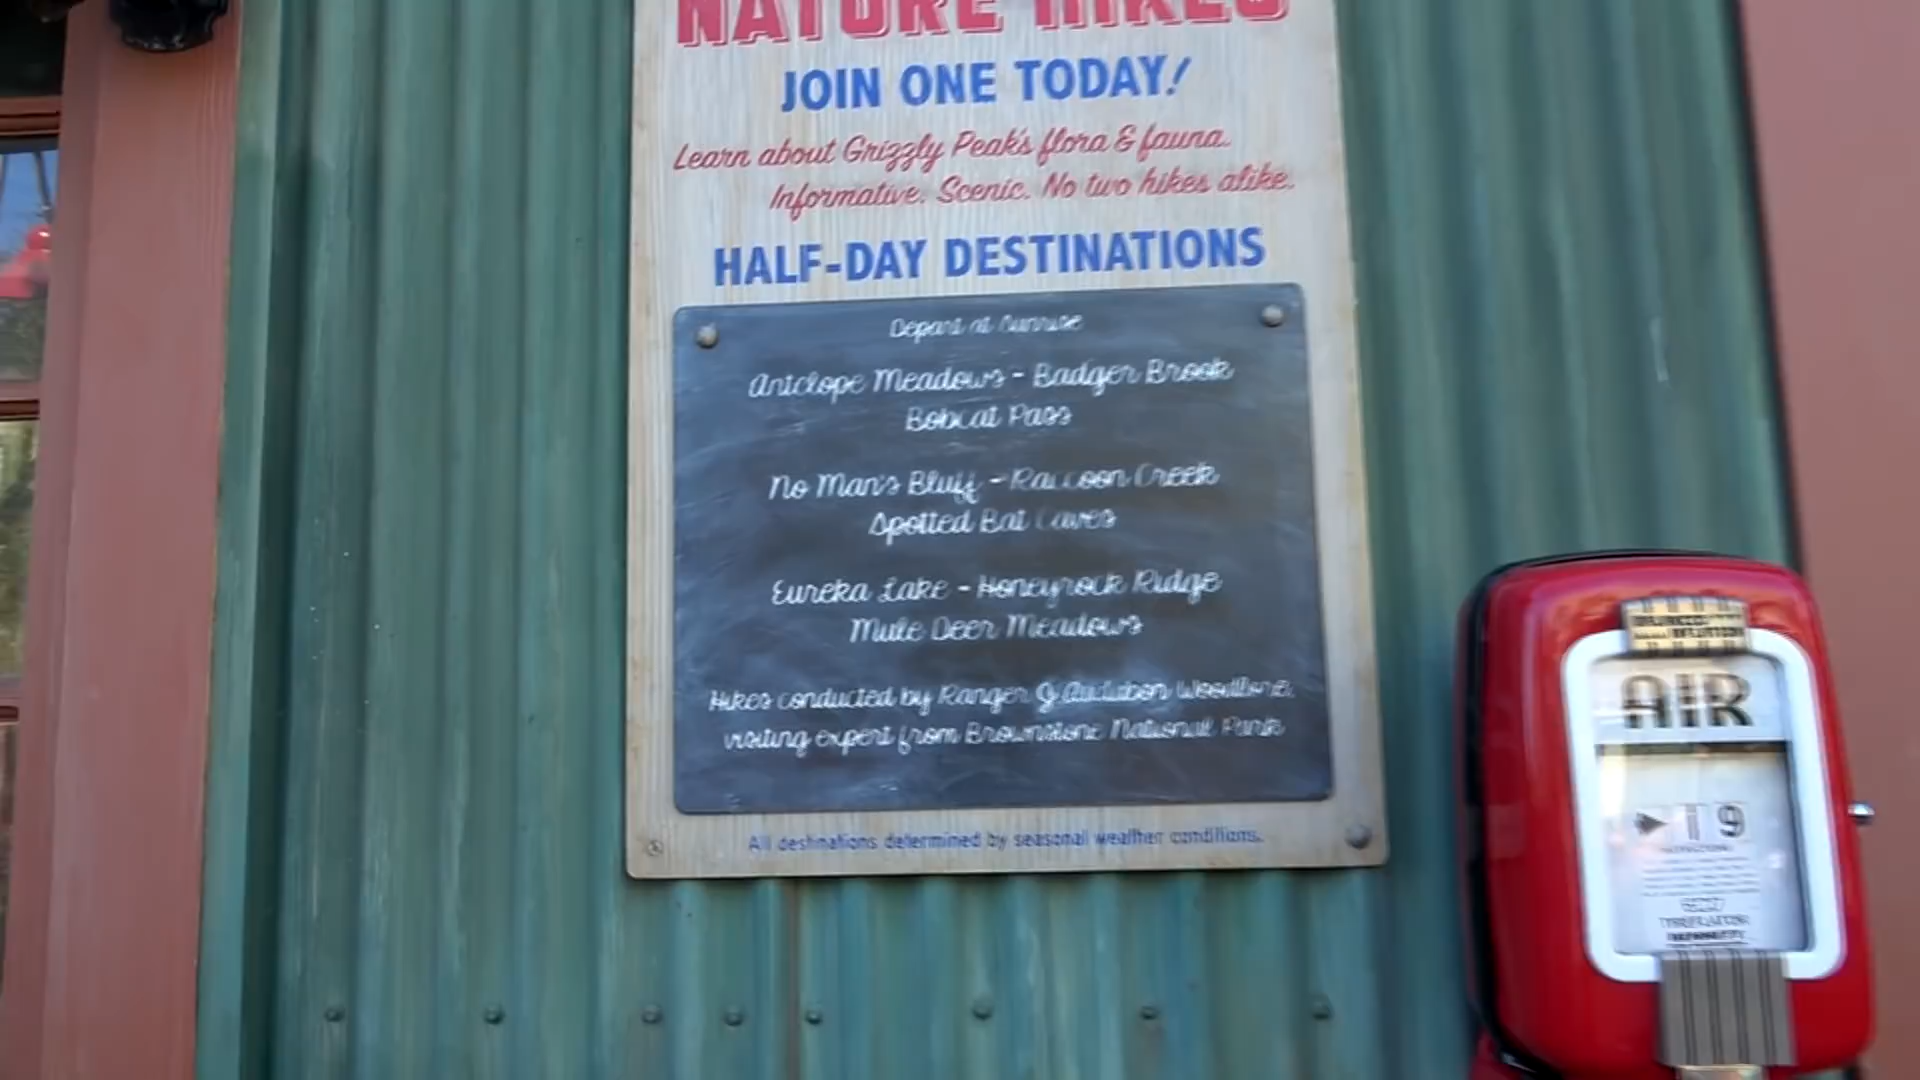 NATURE HIKES
JOIN ONE TODAY!
Learn about Grizzly Peak's flora & fauna.
Informative. Scenic. No two hikes alike.
HALF-DAY DESTINATIONS
Depart at Sunrise
Antelope Meadows - Badger Brook
Bobcat Pass
No Man's Bluff - Raccoon Creek
Spotted Bat Caves
Eureka Lake - Honeyrock Ridge
Mule Deer Meadows
Hikes conducted by Ranger J Audubon Woodlore,
visiting expert from Brownstone National Park
All destinations determined by seasonal weather conditions.
AIR
19